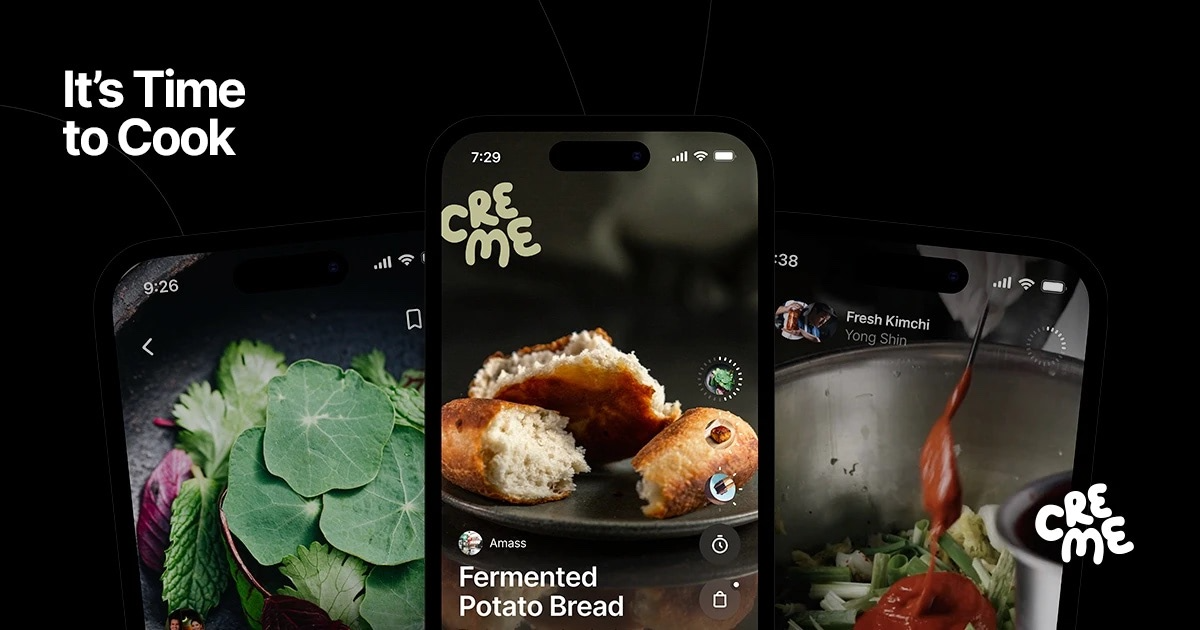 It's Time
to Cook
9:26
7:29
CRE
ME
Amass
Fermented
Potato Bread
:38
Fresh Kimchi
Yong Shin
CRE
ME